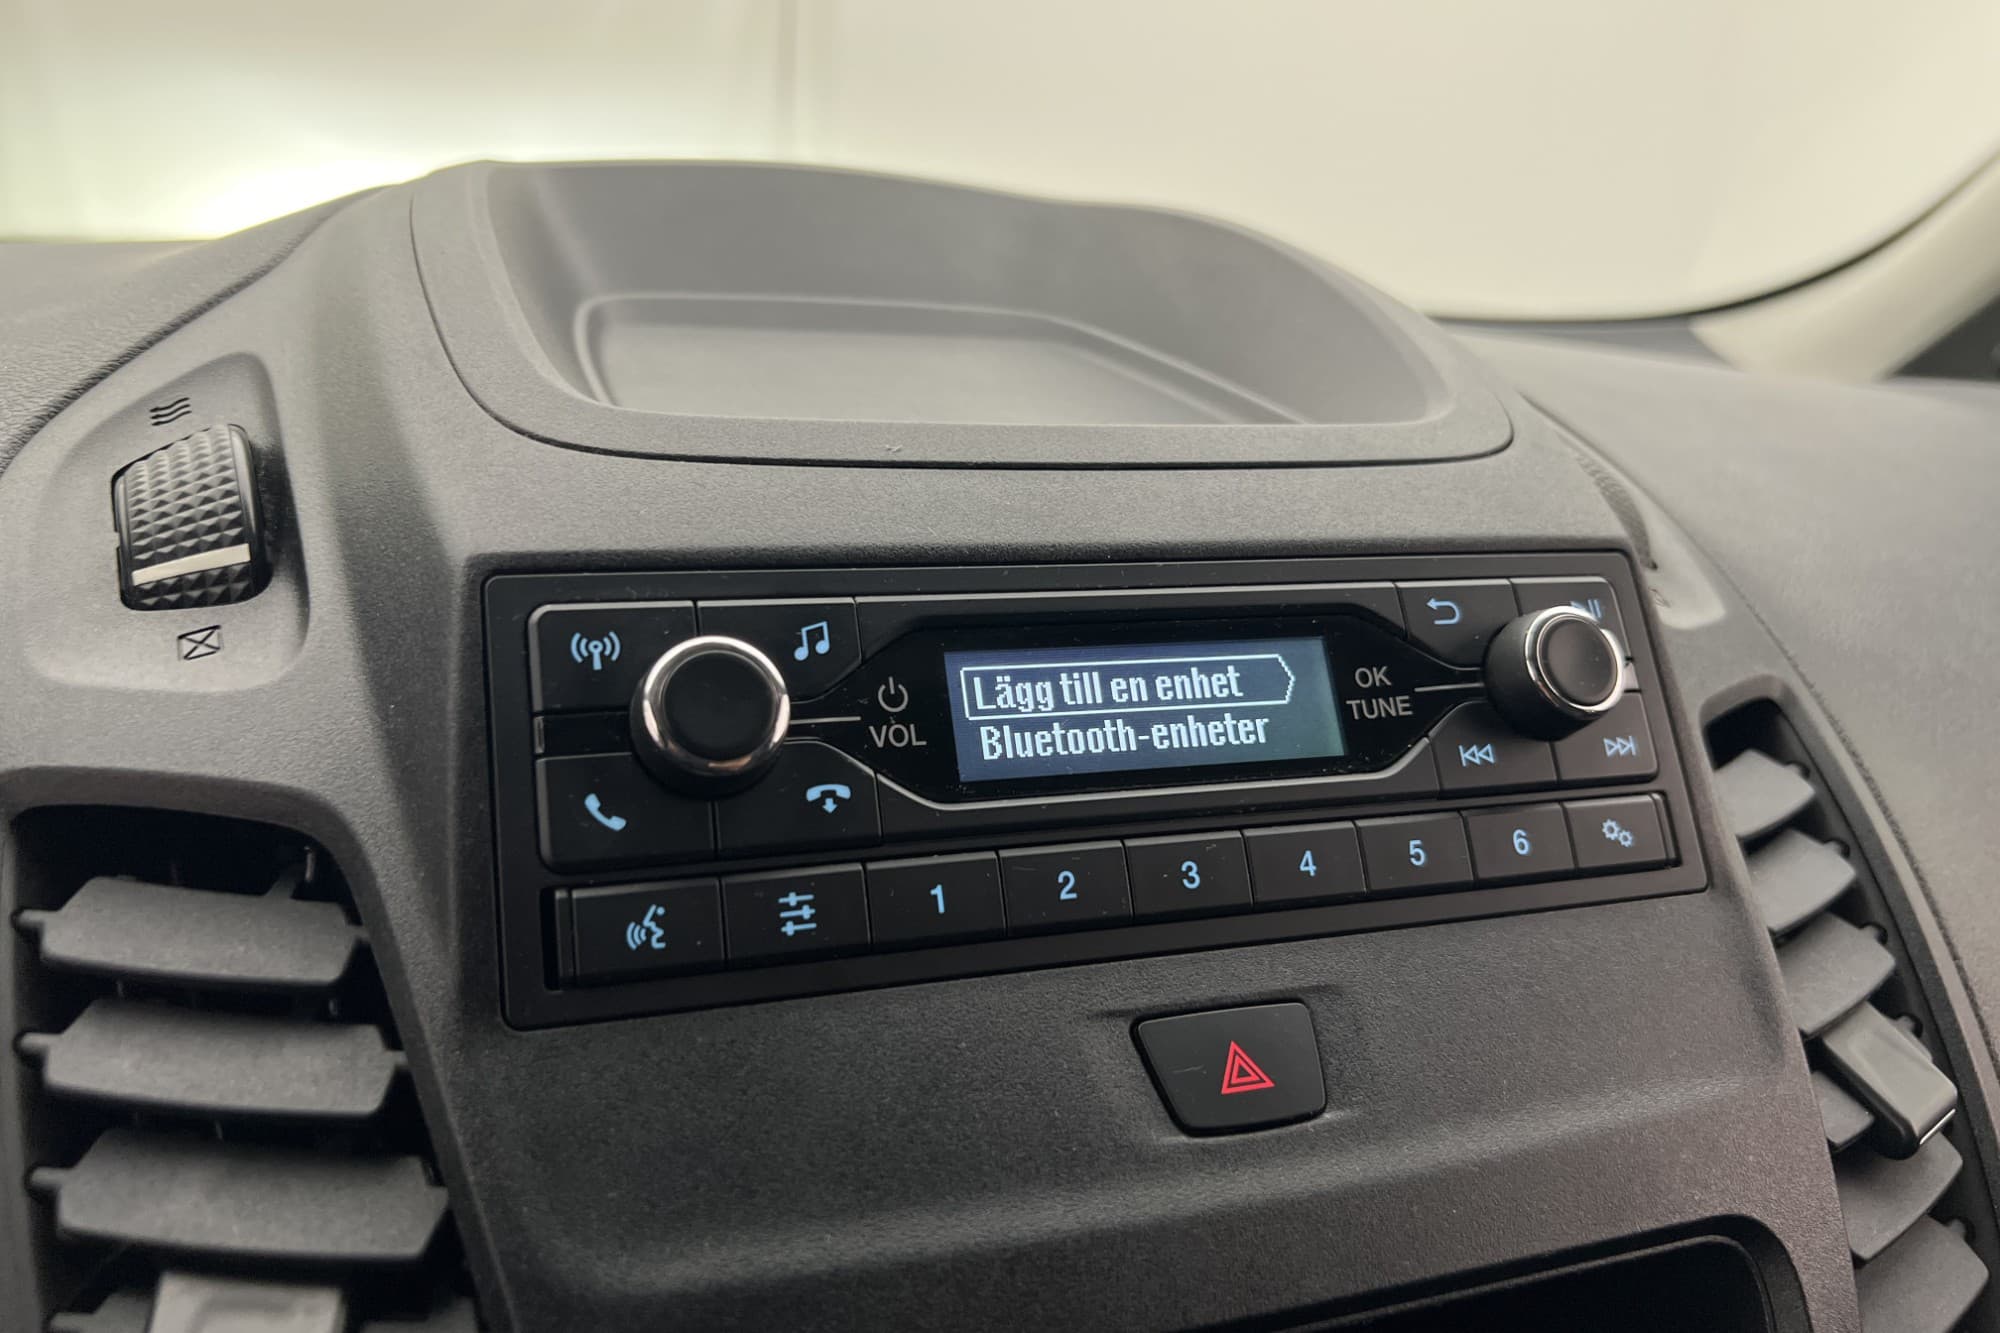 Lägg till en enhet
Bluetooth-enheter
VOL
OK
TUNE
1
2
3
4
5
6